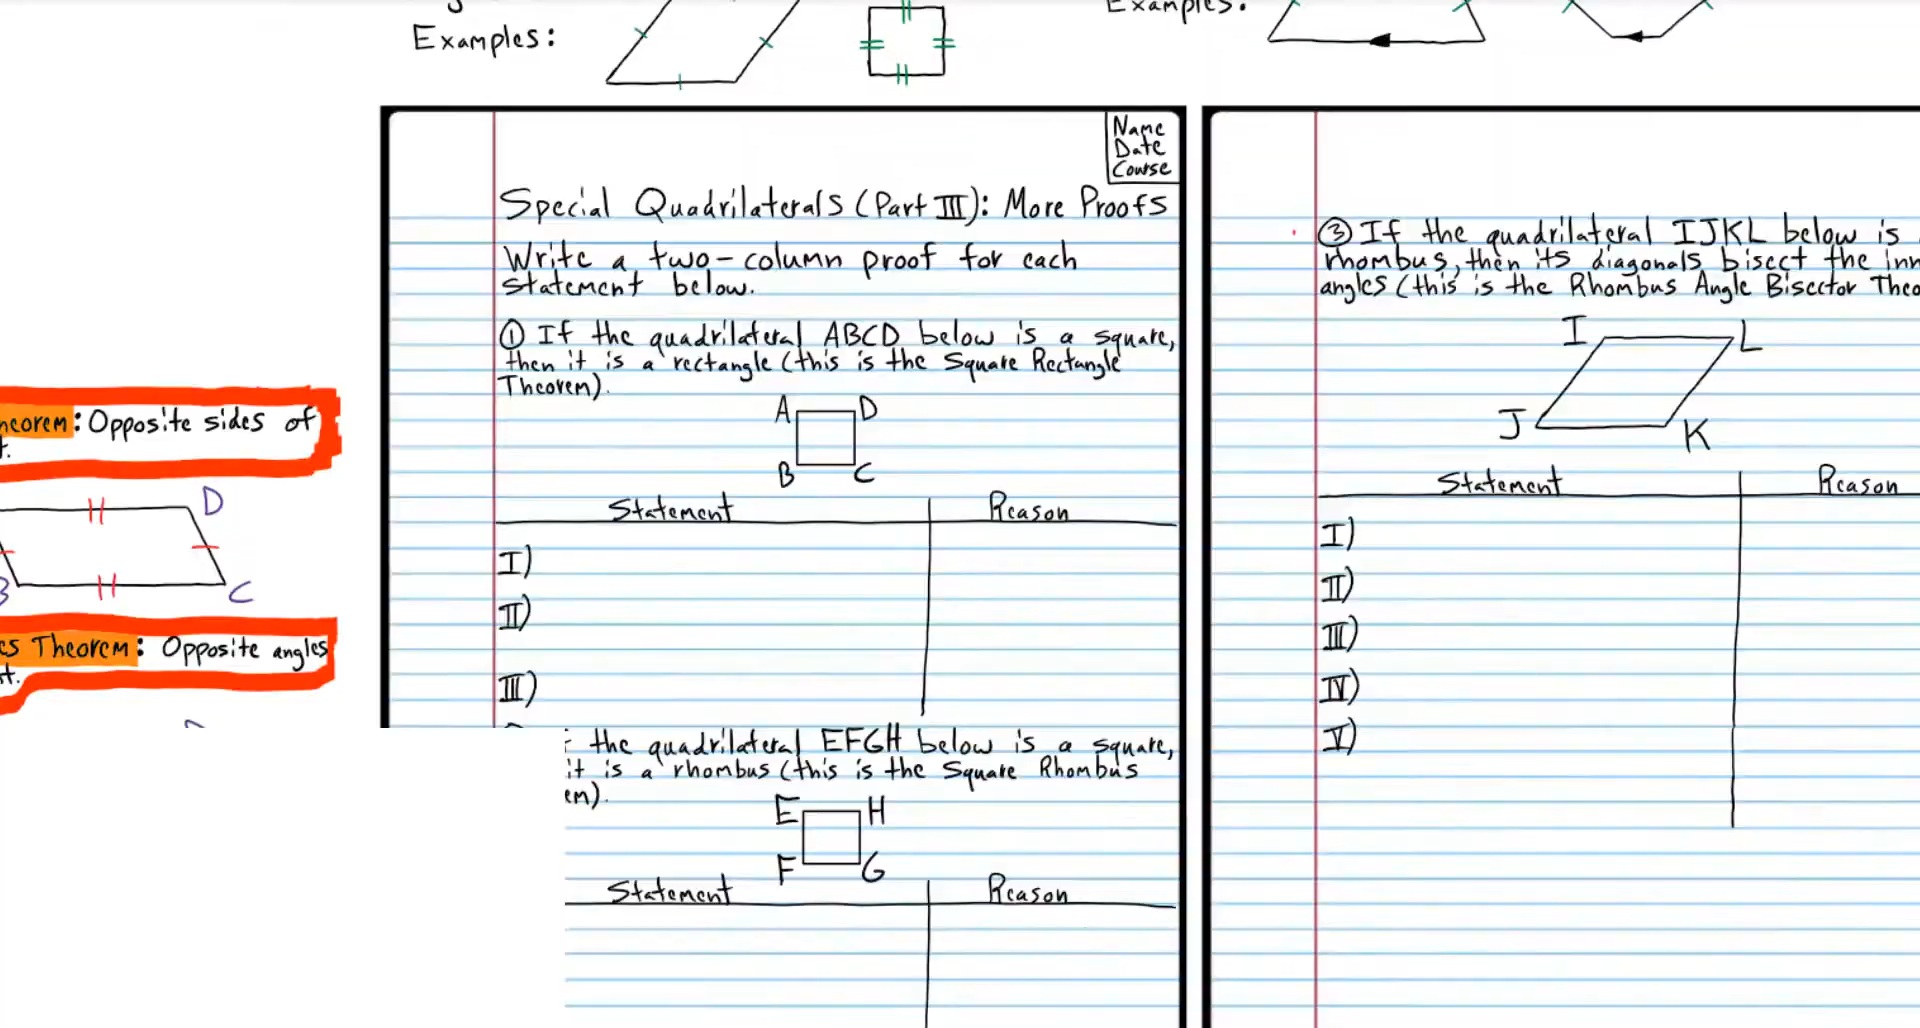 Examples:
Examples:
Name
Date
Course
Special Quadrilaterals (Part III): More Proofs
Write a two-column proof for each
statement below.
① If the quadrilateral ABCD below is a square,
then it is a rectangle (this is the Square Rectangle
Theorem).
A D
B C
Statement Reason
I)
II)
III)
the quadrilateral EFGH below is a square,
it is a rhombus (this is the Square Rhombus
E H
F G
Statement Reason
③ If the quadrilateral IJKL below is
rhombus, then its diagonals bisect the
angles (this is the Rhombus Angle Bisector
I L
J K
Statement Reason
I)
II)
III)
IV)
V)
: Opposite sides of
D
B C
Theorem: Opposite angles